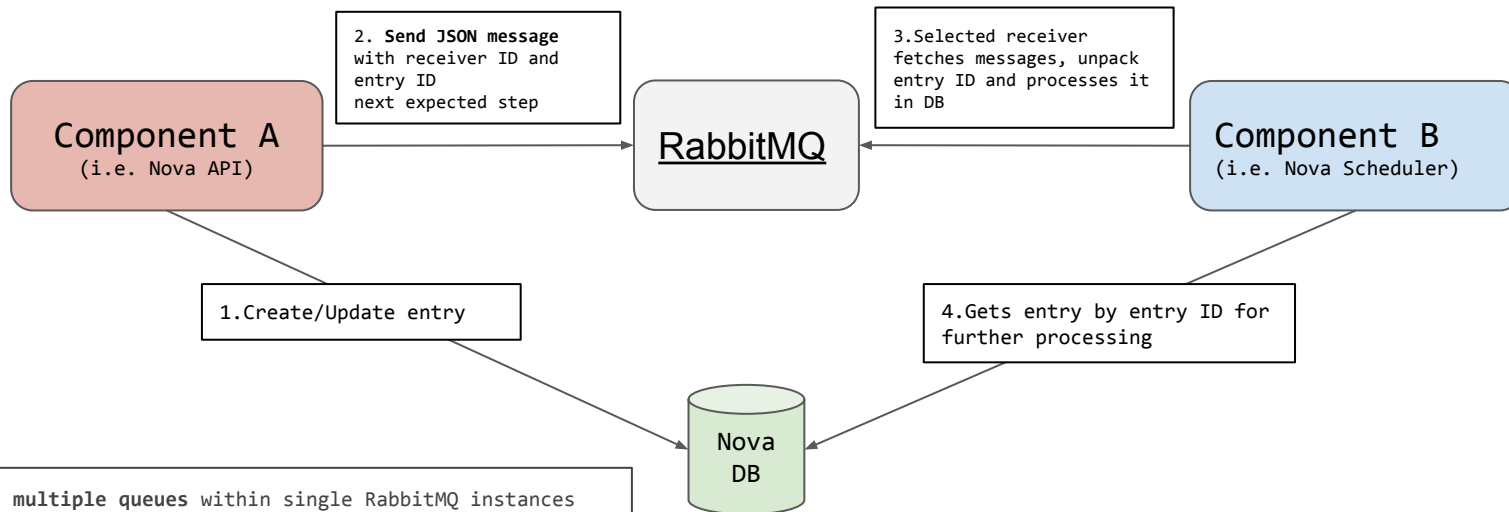 2. Send JSON message
with receiver ID and
entry ID
next expected step
3.Selected receiver
fetches messages, unpack
entry ID and processes it
in DB
Component A
(i.e. Nova API)
RabbitMQ
Component B
(i.e. Nova Scheduler)
1.Create/Update entry
4.Gets entry by entry ID for
further processing
Nova
DB
multiple queues within single RabbitMQ instances